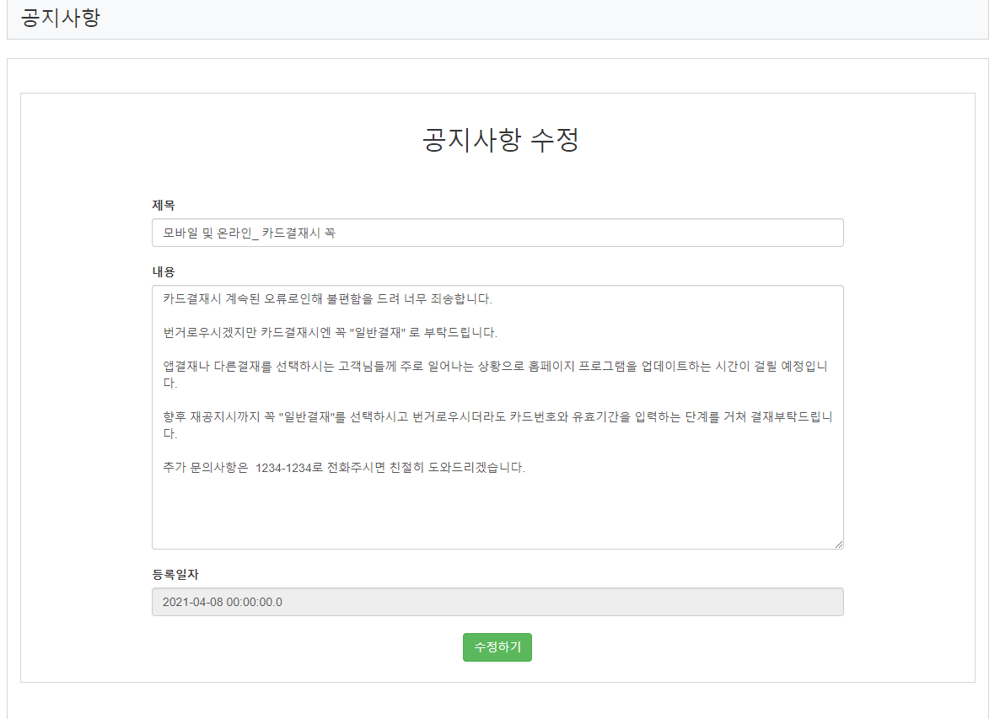 공지사항
공지사항 수정
제목
모바일 및 온라인_ 카드결재시 꼭
내용
카드결재시 계속된 오류로인해 불편함을 드려 너무 죄송합니다.
번거로우시겠지만 카드결재시엔 꼭 "일반결재" 로 부탁드립니다.
앱결재나 다른결재를 선택하시는 고객님들께 주로 일어나는 상황으로 홈페이지 프로그램을 업데이트하는 시간이 걸릴 예정입니
다.
향후 재공지시까지 꼭 "일반결재"를 선택하시고 번거로우시더라도 카드번호와 유효기간을 입력하는 단계를 거쳐 결재부탁드립니
다.
추가 문의사항은  1234-1234로 전화주시면 친절히 도와드리겠습니다.
등록일자
2021-04-08 00:00:00.0
수정하기